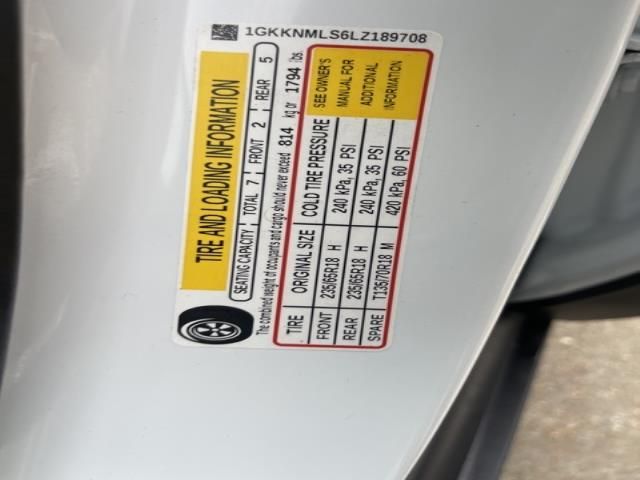 1GKKNMLS6LZ189708
TIRE AND LOADING INFORMATION
SEATING CAPACITY TOTAL 7 FRONT 2 REAR 5
The combined weight of occupants and cargo should never exceed 814 kg or 1794 lbs.
TIRE ORIGINAL SIZE COLD TIRE PRESSURE SEE OWNER'S
FRONT 235/65R18 H 240 kPa, 35 PSI MANUAL FOR
REAR 235/65R18 H 240 kPa, 35 PSI ADDITIONAL
SPARE T135/70R18 M 420 kPa, 60 PSI INFORMATION